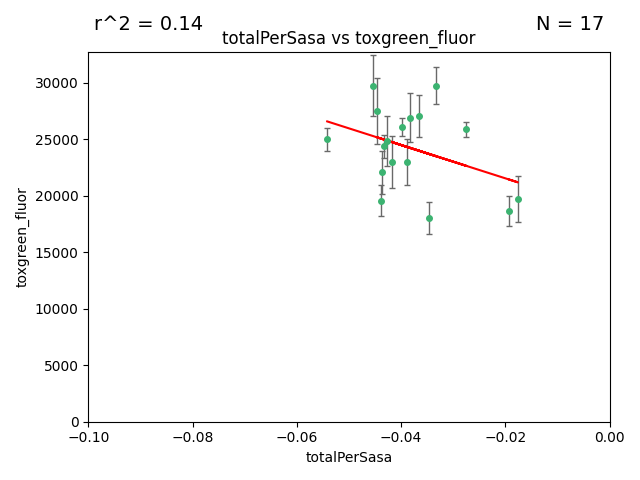 r^2 = 0.14
N = 17
totalPerSasa vs toxgreen_fluor
toxgreen_fluor
30000
25000
20000
15000
10000
5000
0
−0.10
−0.08
−0.06
−0.04
−0.02
0.00
totalPerSasa